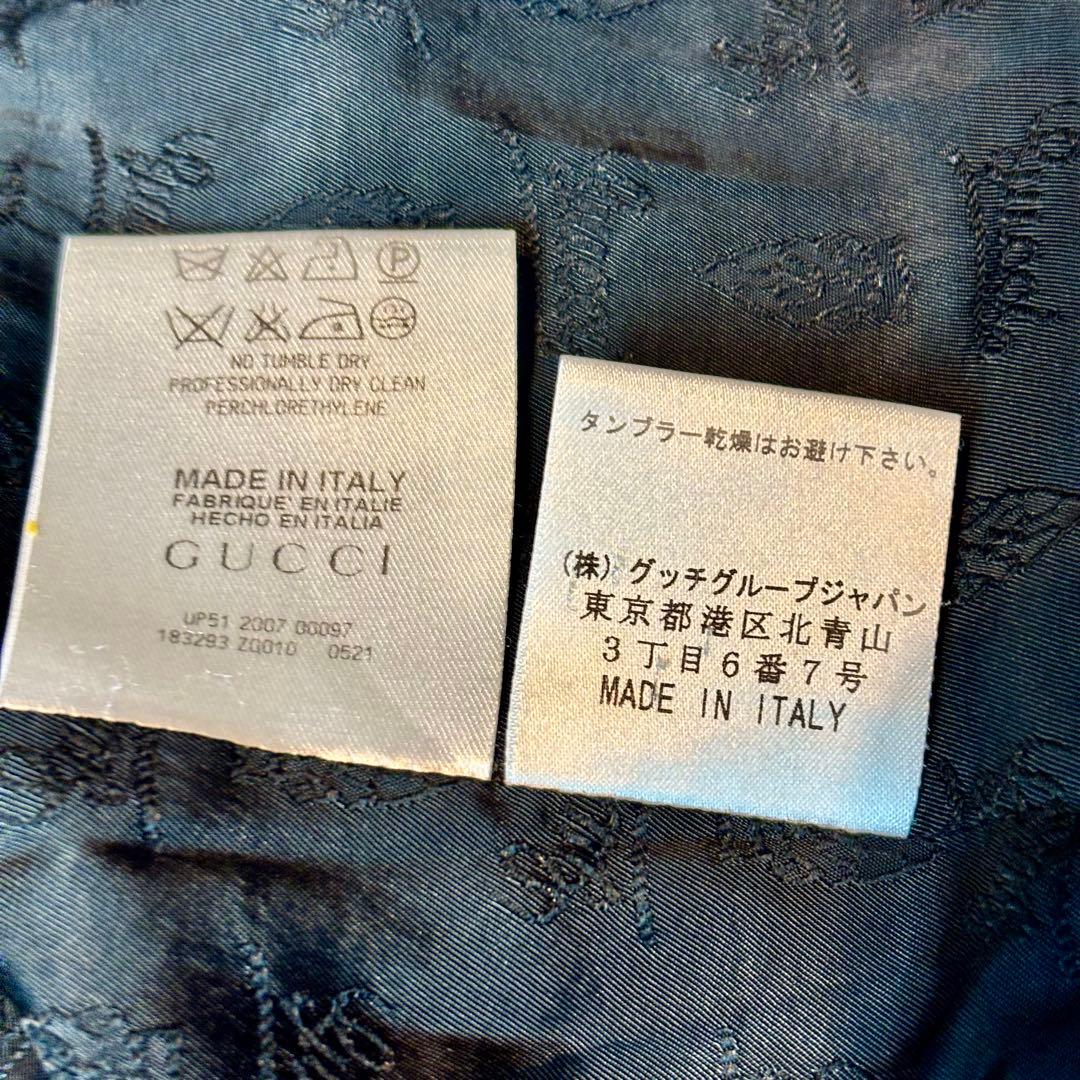 P
NO TUMBLE DRY
PROFESSIONALLY DRY CLEAN
PERCHLORETHYLENE
MADE IN ITALY
FABRIQUE' EN ITALIE
HECHO EN ITALIA
GUCCI
UP51 2007 00097
183293 Z0010 0521
タンブラー乾燥はお避け下さい。
(株)グッチグループジャパン
東京都港区北青山
3丁目6番7号
MADE IN ITALY